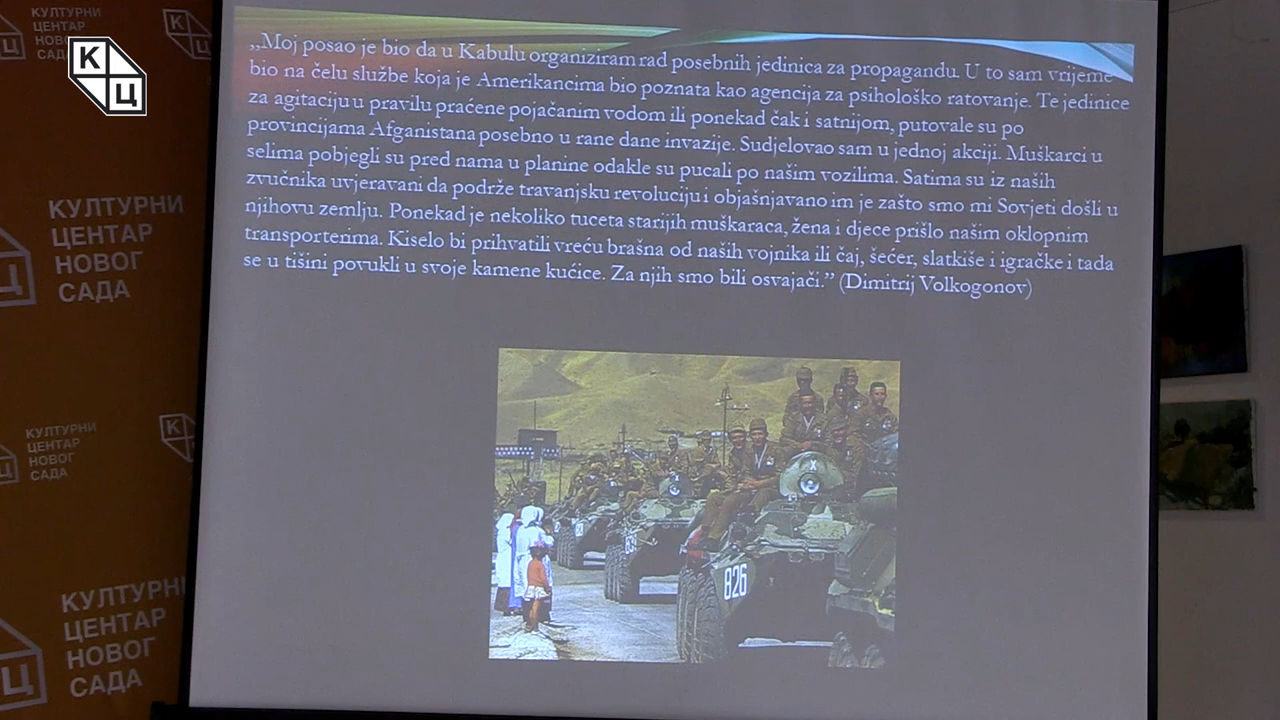 КУЛТУРНИ
ЦЕНТАР
НОВОГ
САДА
К
Ц
„Moj posao je bio da u Kabulu organiziram rad posebnih jedinica za propagandu. U to sam vrijeme
bio na čelu službe koja je Amerikancima bio poznata kao agencija za psihološko ratovanje. Te jedinice
za agitaciju u pravilu praćene pojačanim vodom ili ponekad čak i satnijom, putovale su po
provincijama Afganistana posebno u rane dane invazije. Sudjelovao sam u jednoj akciji. Muškarci u
selima pobjegli su pred nama u planine odakle su pucali po našim vozilima. Satima su iz naših
zvučnika uvjeravani da podrže travanjsku revoluciju i objašnjavano im je zašto smo mi Sovjeti došli u
njihovu zemlju. Ponekad je nekoliko tuceta starijih muškaraca, žena i djece prišlo našim oklopnim
transporterima. Kiselo bi prihvatili vreću brašna od naših vojnika ili čaj, šećer, slatkiše i igračke i tada
se u tišini povukli u svoje kamene kućice. Za njih smo bili osvajači.” (Dimitrij Volkogonov)
КУЛТУРНИ
ЦЕНТАР
НОВОГ
САДА
Ц
КУЛТУРНИ
ЦЕНТАР
НОВОГ
САДА
К
826
КУЛТУРНИ
ЦЕНТАР
НОВОГ
САДА
Ц